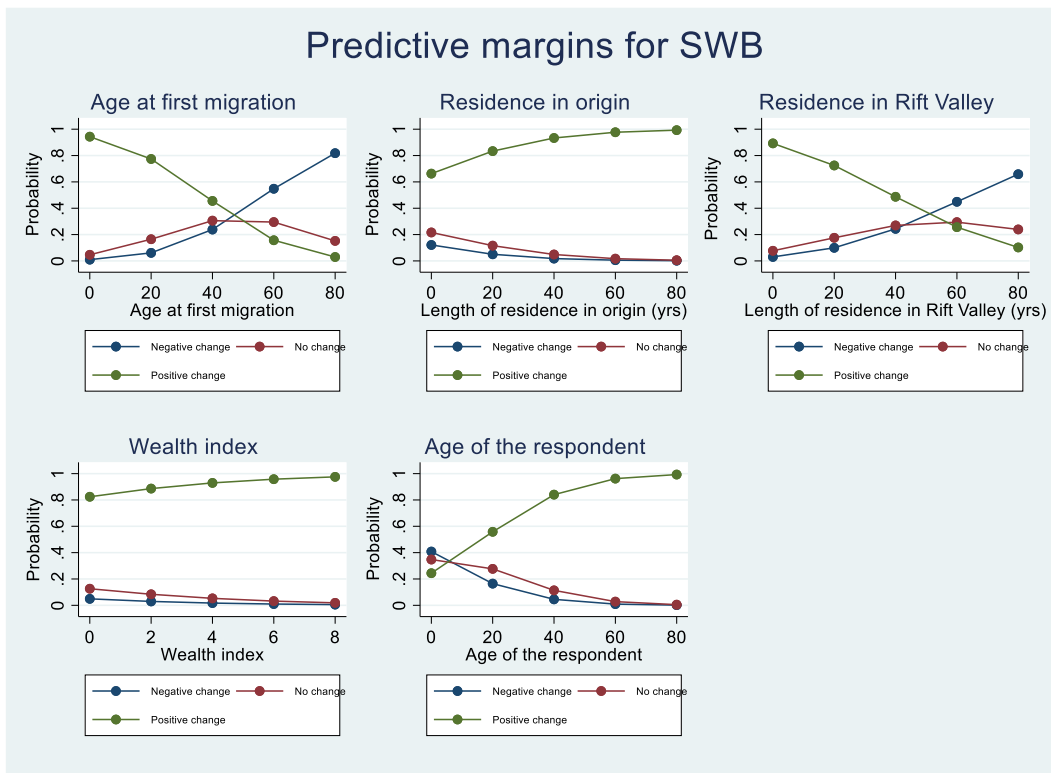 Predictive margins for SWB
Age at first migration
Probability
0 .2 .4 .6 .8 1
0 20 40 60 80
Age at first migration
Negative change No change
Positive change
Residence in origin
Probability
0 .2 .4 .6 .8 1
0 20 40 60 80
Length of residence in origin (yrs)
Negative change No change
Positive change
Residence in Rift Valley
Probability
0 .2 .4 .6 .8 1
0 20 40 60 80
Length of residence in Rift Valley (yrs)
Negative change No change
Positive change
Wealth index
Probability
0 .2 .4 .6 .8 1
0 2 4 6 8
Wealth index
Negative change No change
Positive change
Age of the respondent
Probability
0 .2 .4 .6 .8 1
0 20 40 60 80
Age of the respondent
Negative change No change
Positive change